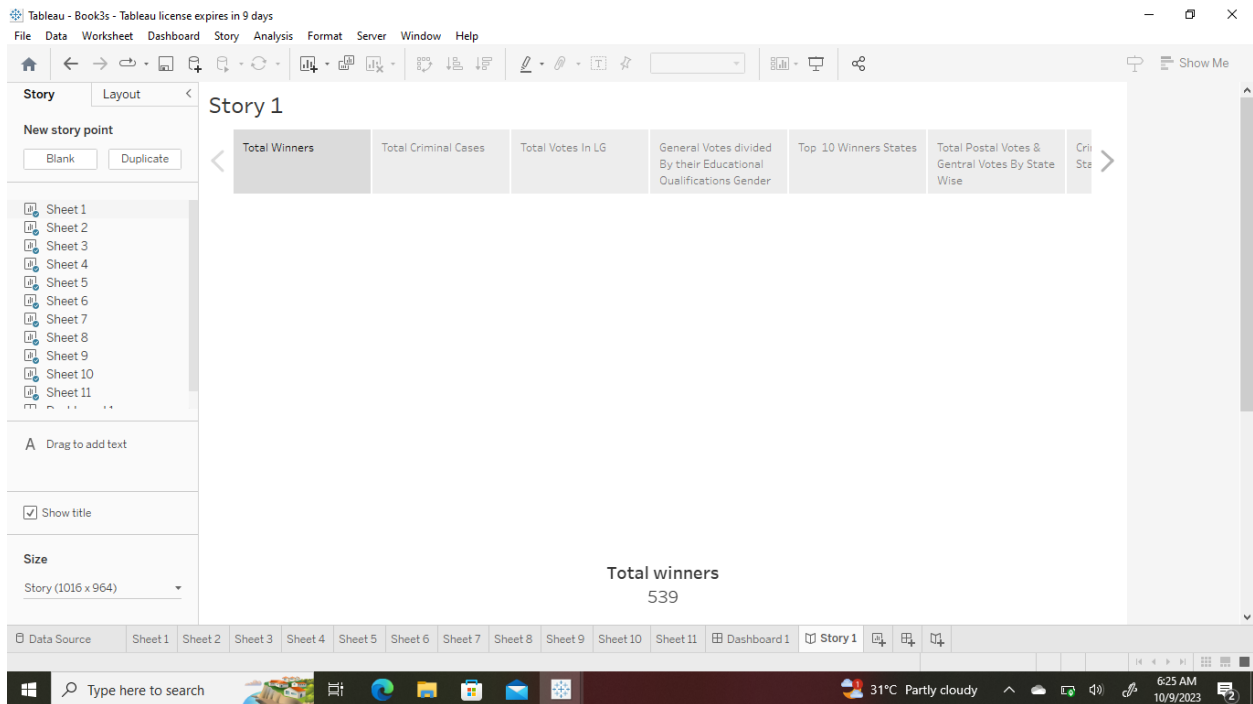 Tableau - Book3s - Tableau license expires in 9 days
File Data Worksheet Dashboard Story Analysis Format Server Window Help
Show Me
Story Layout
Story 1
New story point
Blank Duplicate
Total Winners
Total Criminal Cases
Total Votes In LG
General Votes divided
By their Educational
Qualifications Gender
Top 10 Winners States
Total Postal Votes &
Gentral Votes By State
Wise
Cri
Sta
Sheet 1
Sheet 2
Sheet 3
Sheet 4
Sheet 5
Sheet 6
Sheet 7
Sheet 8
Sheet 9
Sheet 10
Sheet 11
A Drag to add text
Show title
Size
Story (1016 x 964)
Total winners
539
Data Source Sheet 1 Sheet 2 Sheet 3 Sheet 4 Sheet 5 Sheet 6 Sheet 7 Sheet 8 Sheet 9 Sheet 10 Sheet 11 Dashboard 1 Story 1
Type here to search
31°C Partly cloudy
6:25 AM
10/9/2023
2